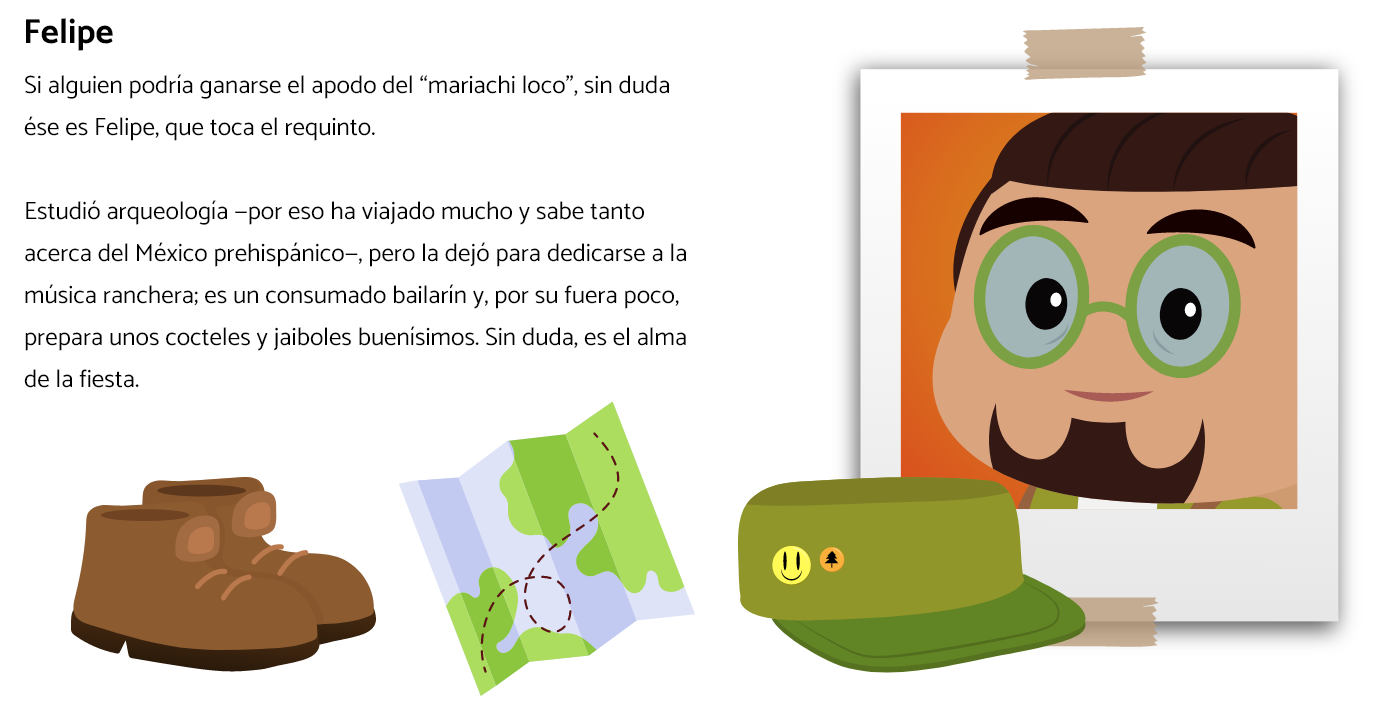 Felipe
Si alguien podría ganarse el apodo del “mariachi loco”, sin duda
ése es Felipe, que toca el requinto.
Estudió arqueología –por eso ha viajado mucho y sabe tanto
acerca del México prehispánico–, pero la dejó para dedicarse a la
música ranchera; es un consumado bailarín y, por su fuera poco,
prepara unos cocteles y jaiboles buenísimos. Sin duda, es el alma
de la fiesta.